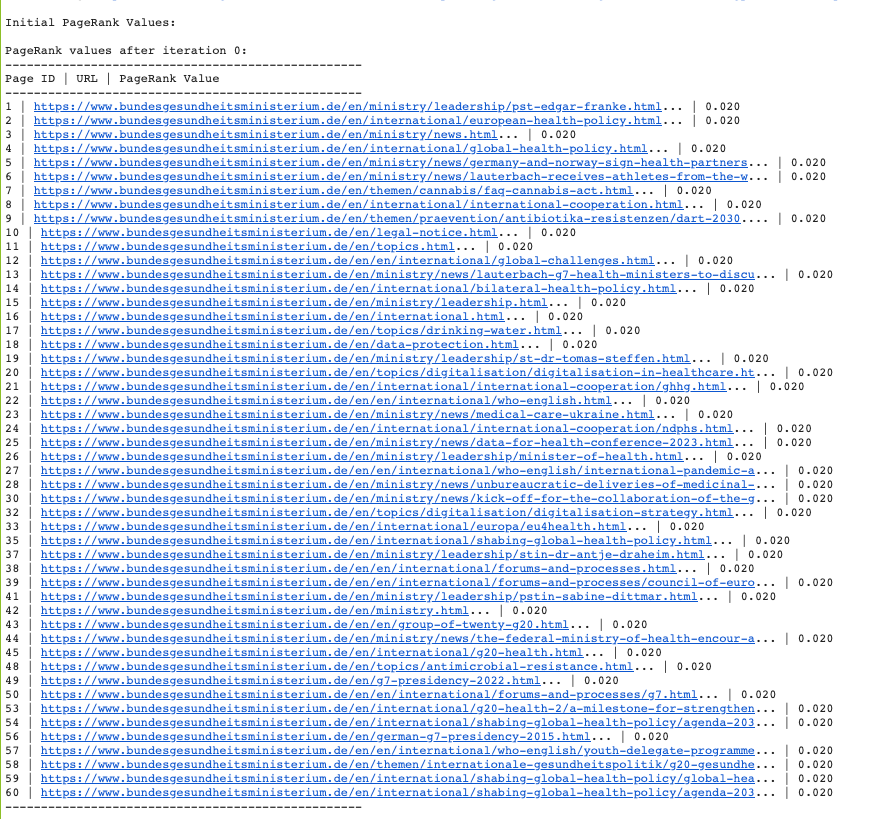 Initial PageRank Values:
PageRank values after iteration 0:
--------------------------------------------------
Page ID | URL | PageRank Value
--------------------------------------------------
1 | https://www.bundesgesundheitsministerium.de/en/ministry/leadership/pst-edgar-franke.html... | 0.020
2 | https://www.bundesgesundheitsministerium.de/en/international/european-health-policy.html... | 0.020
3 | https://www.bundesgesundheitsministerium.de/en/ministry/news.html... | 0.020
4 | https://www.bundesgesundheitsministerium.de/en/international/global-health-policy.html... | 0.020
5 | https://www.bundesgesundheitsministerium.de/en/ministry/news/germany-and-norway-sign-health-partners... | 0.020
6 | https://www.bundesgesundheitsministerium.de/en/ministry/news/lauterbach-receives-athletes-from-the-w... | 0.020
7 | https://www.bundesgesundheitsministerium.de/en/themen/cannabis/faq-cannabis-act.html... | 0.020
8 | https://www.bundesgesundheitsministerium.de/en/international/international-cooperation.html... | 0.020
9 | https://www.bundesgesundheitsministerium.de/en/themen/praevention/antibiotika-resistenzen/dart-2030.... | 0.020
10 | https://www.bundesgesundheitsministerium.de/en/legal-notice.html... | 0.020
11 | https://www.bundesgesundheitsministerium.de/en/topics.html... | 0.020
12 | https://www.bundesgesundheitsministerium.de/en/en/international/global-challenges.html... | 0.020
13 | https://www.bundesgesundheitsministerium.de/en/ministry/news/lauterbach-g7-health-ministers-to-discu... | 0.020
14 | https://www.bundesgesundheitsministerium.de/en/international/bilateral-health-policy.html... | 0.020
15 | https://www.bundesgesundheitsministerium.de/en/ministry/leadership.html... | 0.020
16 | https://www.bundesgesundheitsministerium.de/en/international.html... | 0.020
17 | https://www.bundesgesundheitsministerium.de/en/topics/drinking-water.html... | 0.020
18 | https://www.bundesgesundheitsministerium.de/en/data-protection.html... | 0.020
19 | https://www.bundesgesundheitsministerium.de/en/ministry/leadership/st-dr-tomas-steffen.html... | 0.020
20 | https://www.bundesgesundheitsministerium.de/en/topics/digitalisation/digitalisation-in-healthcare.ht... | 0.020
21 | https://www.bundesgesundheitsministerium.de/en/international/international-cooperation/ghhg.html... | 0.020
22 | https://www.bundesgesundheitsministerium.de/en/en/international/who-english.html... | 0.020
23 | https://www.bundesgesundheitsministerium.de/en/ministry/news/medical-care-ukraine.html... | 0.020
24 | https://www.bundesgesundheitsministerium.de/en/international/international-cooperation/ndphs.html... | 0.020
25 | https://www.bundesgesundheitsministerium.de/en/ministry/news/data-for-health-conference-2023.html... | 0.020
26 | https://www.bundesgesundheitsministerium.de/en/ministry/leadership/minister-of-health.html... | 0.020
27 | https://www.bundesgesundheitsministerium.de/en/en/international/who-english/international-pandemic-a... | 0.020
28 | https://www.bundesgesundheitsministerium.de/en/ministry/news/unbureaucratic-deliveries-of-medicinal-... | 0.020
30 | https://www.bundesgesundheitsministerium.de/en/ministry/news/kick-off-for-the-collaboration-of-the-g... | 0.020
32 | https://www.bundesgesundheitsministerium.de/en/topics/digitalisation/digitalisation-strategy.html... | 0.020
33 | https://www.bundesgesundheitsministerium.de/en/international/europa/eu4health.html... | 0.020
35 | https://www.bundesgesundheitsministerium.de/en/international/shabing-global-health-policy.html... | 0.020
37 | https://www.bundesgesundheitsministerium.de/en/ministry/leadership/stin-dr-antje-draheim.html... | 0.020
38 | https://www.bundesgesundheitsministerium.de/en/en/international/forums-and-processes.html... | 0.020
39 | https://www.bundesgesundheitsministerium.de/en/en/international/forums-and-processes/council-of-euro... | 0.020
41 | https://www.bundesgesundheitsministerium.de/en/ministry/leadership/pstin-sabine-dittmar.html... | 0.020
42 | https://www.bundesgesundheitsministerium.de/en/ministry.html... | 0.020
43 | https://www.bundesgesundheitsministerium.de/en/en/group-of-twenty-g20.html... | 0.020
44 | https://www.bundesgesundheitsministerium.de/en/ministry/news/the-federal-ministry-of-health-encour-a... | 0.020
45 | https://www.bundesgesundheitsministerium.de/en/international/g20-health.html... | 0.020
48 | https://www.bundesgesundheitsministerium.de/en/topics/antimicrobial-resistance.html... | 0.020
49 | https://www.bundesgesundheitsministerium.de/en/g7-presidency-2022.html... | 0.020
50 | https://www.bundesgesundheitsministerium.de/en/en/international/forums-and-processes/g7.html... | 0.020
53 | https://www.bundesgesundheitsministerium.de/en/international/g20-health-2/a-milestone-for-strengthen... | 0.020
54 | https://www.bundesgesundheitsministerium.de/en/international/shabing-global-health-policy/agenda-203... | 0.020
56 | https://www.bundesgesundheitsministerium.de/en/german-g7-presidency-2015.html... | 0.020
57 | https://www.bundesgesundheitsministerium.de/en/en/international/who-english/youth-delegate-programme... | 0.020
58 | https://www.bundesgesundheitsministerium.de/en/themen/internationale-gesundheitspolitik/g20-gesundhe... | 0.020
59 | https://www.bundesgesundheitsministerium.de/en/international/shabing-global-health-policy/global-hea... | 0.020
60 | https://www.bundesgesundheitsministerium.de/en/international/shabing-global-health-policy/agenda-203... | 0.020
--------------------------------------------------